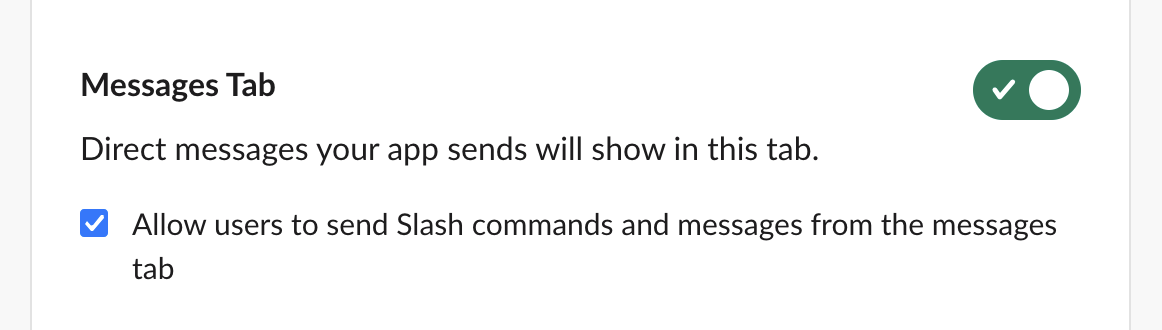 Messages Tab
Direct messages your app sends will show in this tab.
Allow users to send Slash commands and messages from the messages
tab